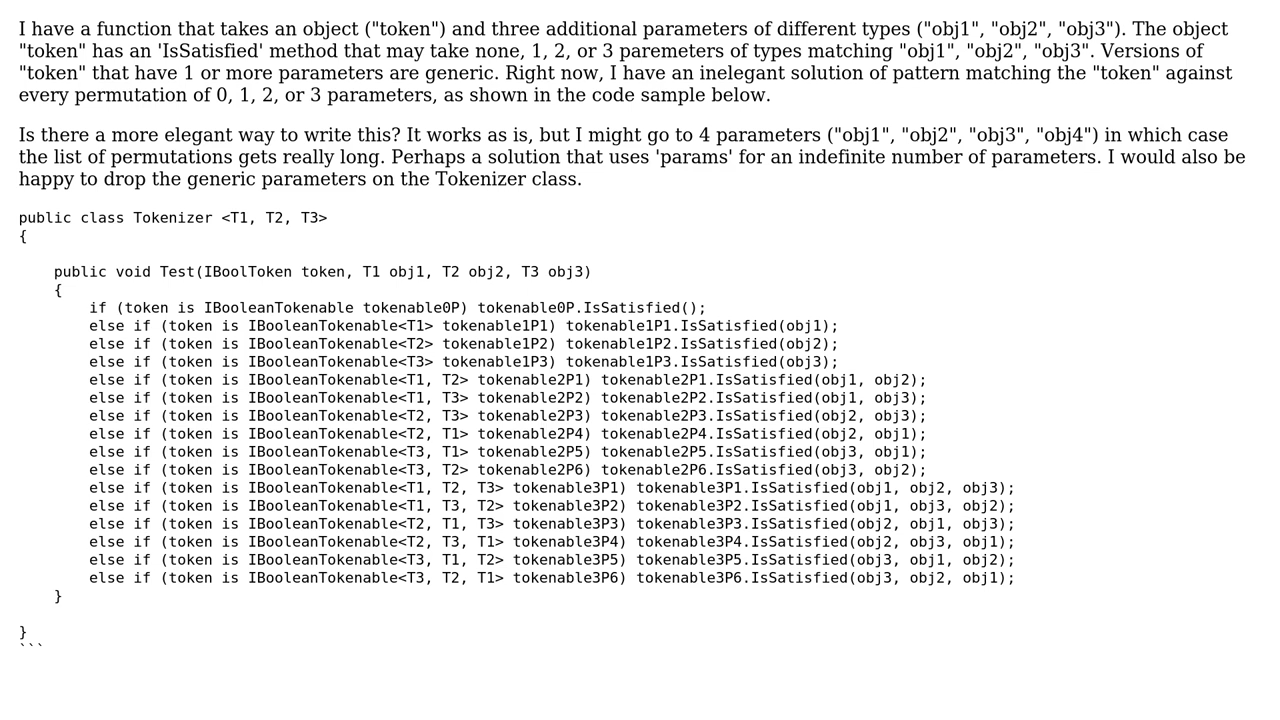 I have a function that takes an object ("token") and three additional parameters of different types ("obj1", "obj2", "obj3"). The object
"token" has an 'IsSatisfied' method that may take none, 1, 2, or 3 paremeters of types matching "obj1", "obj2", "obj3". Versions of
"token" that have 1 or more parameters are generic. Right now, I have an inelegant solution of pattern matching the "token" against
every permutation of 0, 1, 2, or 3 parameters, as shown in the code sample below.
Is there a more elegant way to write this? It works as is, but I might go to 4 parameters ("obj1", "obj2", "obj3", "obj4") in which case
the list of permutations gets really long. Perhaps a solution that uses 'params' for an indefinite number of parameters. I would also be
happy to drop the generic parameters on the Tokenizer class.
public class Tokenizer <T1, T2, T3>
{
    public void Test(IBoolToken token, T1 obj1, T2 obj2, T3 obj3)
    {
        if (token is IBooleanTokenable tokenable0P) tokenable0P.IsSatisfied();
        else if (token is IBooleanTokenable<T1> tokenable1P1) tokenable1P1.IsSatisfied(obj1);
        else if (token is IBooleanTokenable<T2> tokenable1P2) tokenable1P2.IsSatisfied(obj2);
        else if (token is IBooleanTokenable<T3> tokenable1P3) tokenable1P3.IsSatisfied(obj3);
        else if (token is IBooleanTokenable<T1, T2> tokenable2P1) tokenable2P1.IsSatisfied(obj1, obj2);
        else if (token is IBooleanTokenable<T1, T3> tokenable2P2) tokenable2P2.IsSatisfied(obj1, obj3);
        else if (token is IBooleanTokenable<T2, T3> tokenable2P3) tokenable2P3.IsSatisfied(obj2, obj3);
        else if (token is IBooleanTokenable<T2, T1> tokenable2P4) tokenable2P4.IsSatisfied(obj2, obj1);
        else if (token is IBooleanTokenable<T3, T1> tokenable2P5) tokenable2P5.IsSatisfied(obj3, obj1);
        else if (token is IBooleanTokenable<T3, T2> tokenable2P6) tokenable2P6.IsSatisfied(obj3, obj2);
        else if (token is IBooleanTokenable<T1, T2, T3> tokenable3P1) tokenable3P1.IsSatisfied(obj1, obj2, obj3);
        else if (token is IBooleanTokenable<T1, T3, T2> tokenable3P2) tokenable3P2.IsSatisfied(obj1, obj3, obj2);
        else if (token is IBooleanTokenable<T2, T1, T3> tokenable3P3) tokenable3P3.IsSatisfied(obj2, obj1, obj3);
        else if (token is IBooleanTokenable<T2, T3, T1> tokenable3P4) tokenable3P4.IsSatisfied(obj2, obj3, obj1);
        else if (token is IBooleanTokenable<T3, T1, T2> tokenable3P5) tokenable3P5.IsSatisfied(obj3, obj1, obj2);
        else if (token is IBooleanTokenable<T3, T2, T1> tokenable3P6) tokenable3P6.IsSatisfied(obj3, obj2, obj1);
    }
}
```